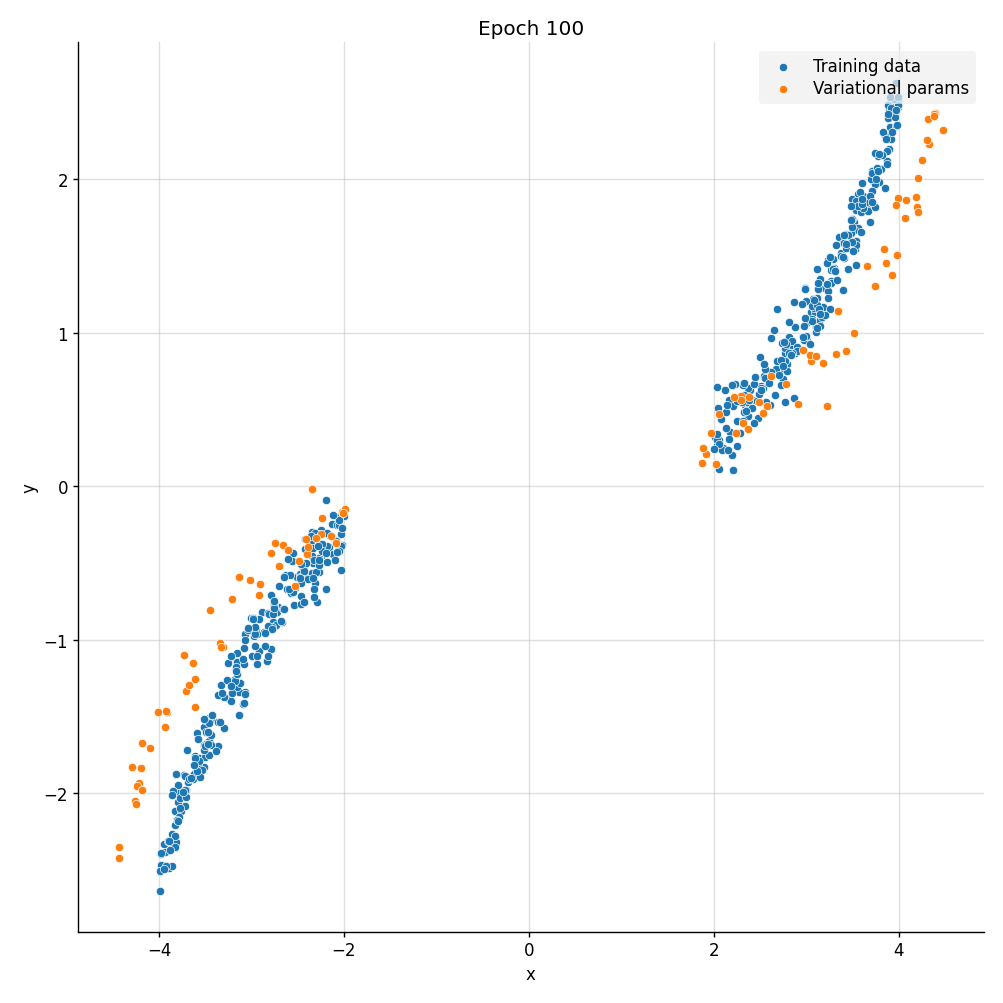 Epoch 100
Training data
Variational params
2
1
0
−1
−2
y
−4 −2 0 2 4
x